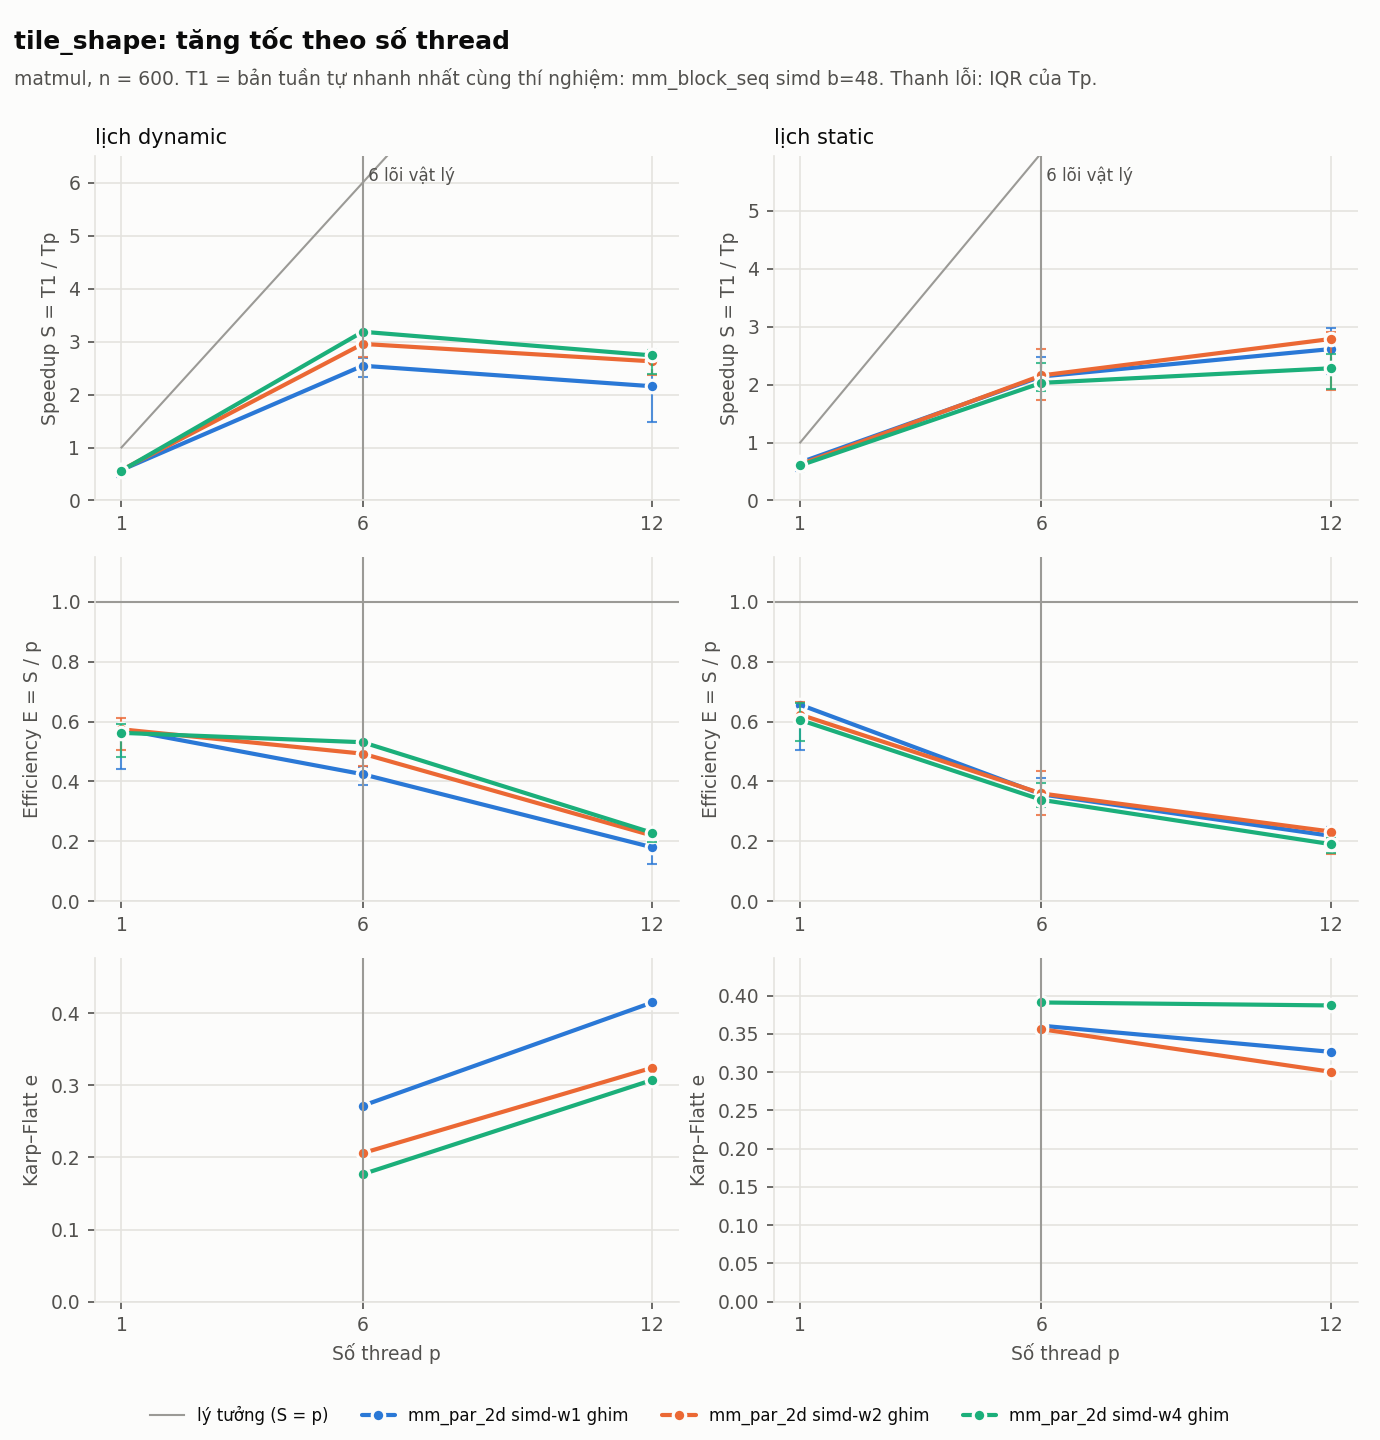 tile_shape: tăng tốc theo số thread
matmul, n = 600. T1 = bản tuần tự nhanh nhất cùng thí nghiệm: mm_block_seq simd b=48. Thanh lỗi: IQR của Tp.
lịch dynamic
6 lõi vật lý
Speedup S = T1 / Tp
6
5
4
3
2
1
0
1 6 12
lịch static
6 lõi vật lý
Speedup S = T1 / Tp
5
4
3
2
1
0
1 6 12
Efficiency E = S / p
1.0
0.8
0.6
0.4
0.2
0.0
1 6 12
Efficiency E = S / p
1.0
0.8
0.6
0.4
0.2
0.0
1 6 12
Karp–Flatt e
0.4
0.3
0.2
0.1
0.0
1 6 12
Số thread p
Karp–Flatt e
0.40
0.35
0.30
0.25
0.20
0.15
0.10
0.05
0.00
1 6 12
Số thread p
lý tưởng (S = p) mm_par_2d simd-w1 ghim mm_par_2d simd-w2 ghim mm_par_2d simd-w4 ghim